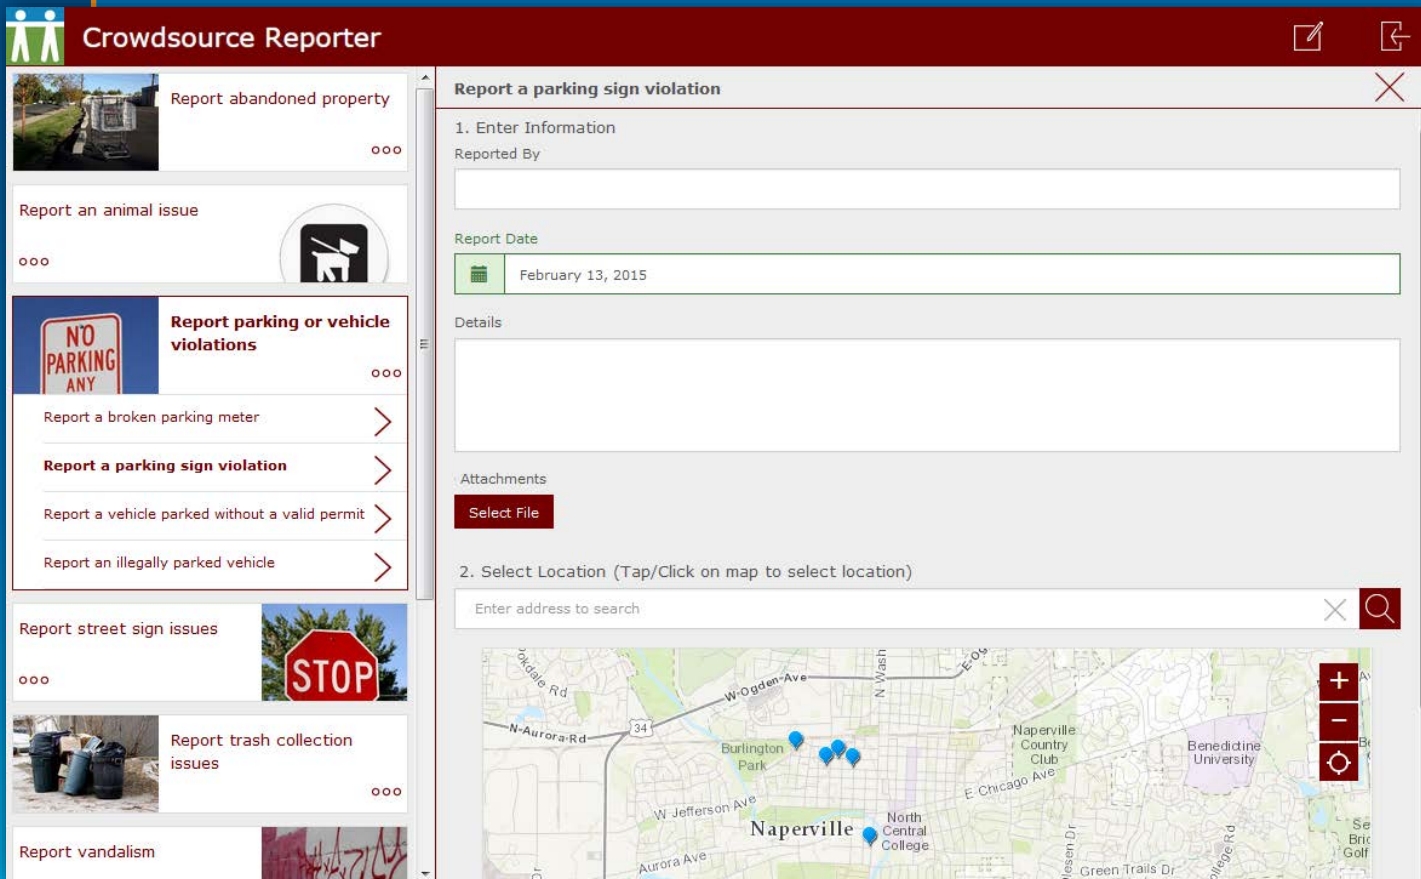 Crowdsource Reporter
Report abandoned property
Report an animal issue
NO
PARKING
ANY
Report parking or vehicle
violations
Report a broken parking meter
Report a parking sign violation
Report a vehicle parked without a valid permit
Report an illegally parked vehicle
Report street sign issues
STOP
Report trash collection
issues
Report vandalism
Report a parking sign violation
1. Enter Information
Reported By
Report Date
February 13, 2015
Details
Attachments
Select File
2. Select Location (Tap/Click on map to select location)
Enter address to search
Rd
N Wash
W-Ogden-Ave
E-Og
N-Aurora-Rd
34
Burlington
Park
Naperville
Country
Club
Benedictine
University
E Chicago Ave
W Jefferson Ave
Naperville
North
Central
College
Aurora Ave
Green Trails Dr
Golf
+
−